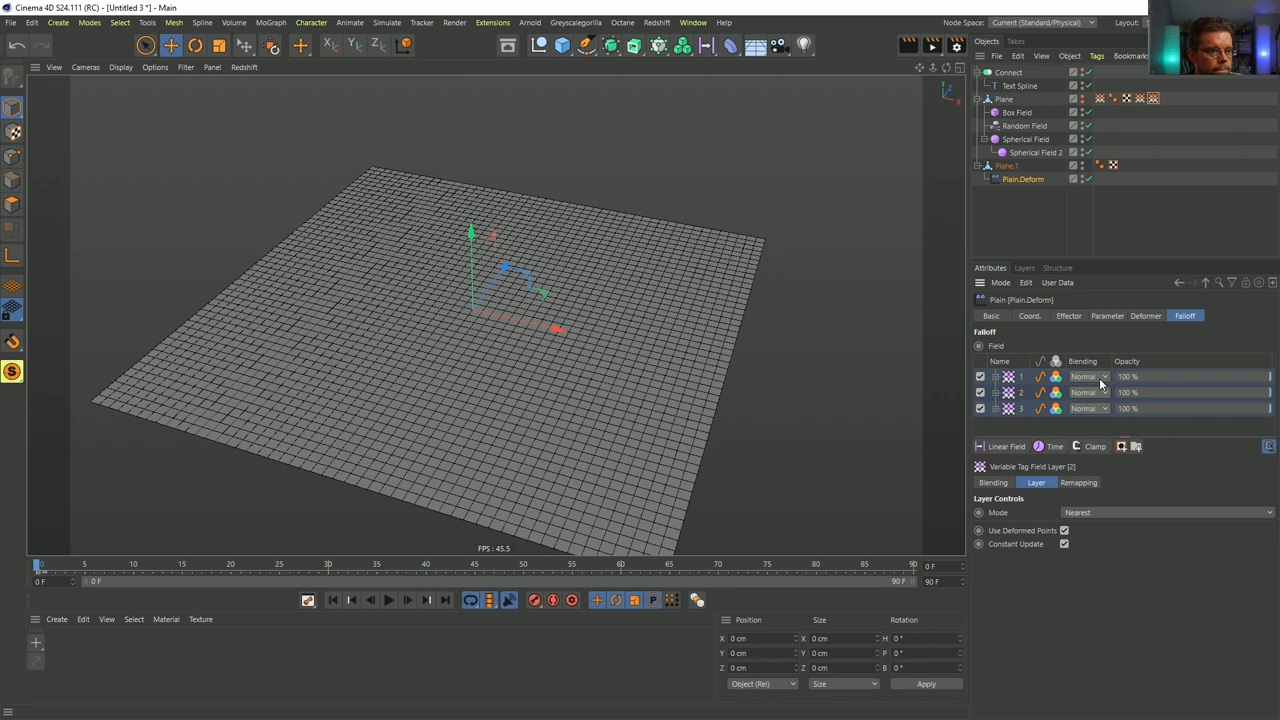 Cinema 4D S24.111 (RC) - [Untitled 3 *] - Main
File Create Modes Select Tools Mesh Spline Volume MoGraph Character Animate Simulate Tracker Render Extensions Arnoid Greyscalegorilla Octane Redshift Window Help Node Space: Current (Standard/Physical) Layout:
X Y Z
Objects Takes
File Edit View Object Tags Bookmarks
View Cameras Display Options Filter Panel Redshift
Connect
Text Spline
Plane
Box Field
Random Field
Spherical Field
Spherical Field 2
Plane.1
Plain.Deform
Y
Z
X
Attributes Layers Structure
Mode Edit User Data
Plain [Plain.Deform]
Basic Coord. Effector Parameter Deformer Falloff
Falloff
Field
Name Blending Opacity
1 Normal 100 %
2 Normal 100 %
3 Normal 100 %
Linear Field Time Clamp
Variable Tag Field Layer [2]
Blending Layer Remapping
Layer Controls
Mode Nearest
Use Deformed Points
Constant Update
S
FPS : 45.5
0 5 10 15 20 25 30 35 40 45 50 55 60 65 70 75 80 85 90 0 F
0 F 0 F 90 F 90 F
P
Create Edit View Select Material Texture
Position Size Rotation
X 0 cm X 0 cm H 0 °
Y 0 cm Y 0 cm P 0 °
Z 0 cm Z 0 cm B 0 °
Object (Rel) Size Apply